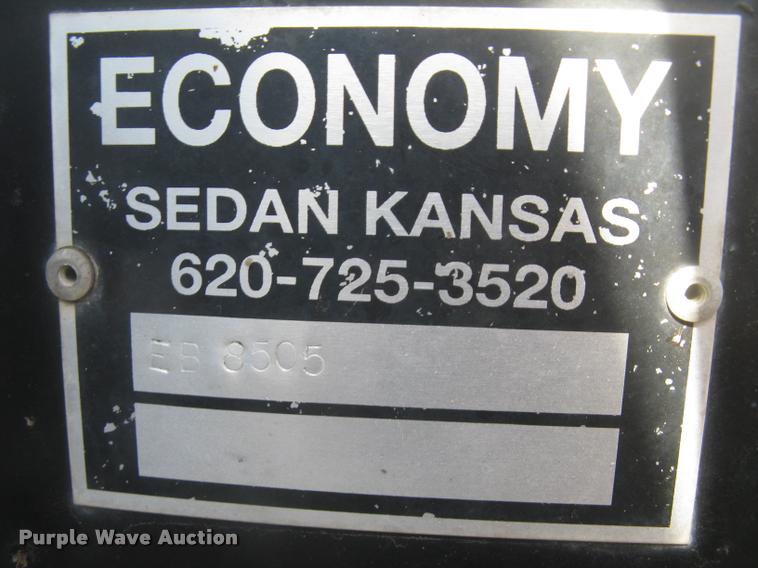 ECONOMY
SEDAN KANSAS
620-725-3520
EB 8505
Purple Wave Auction